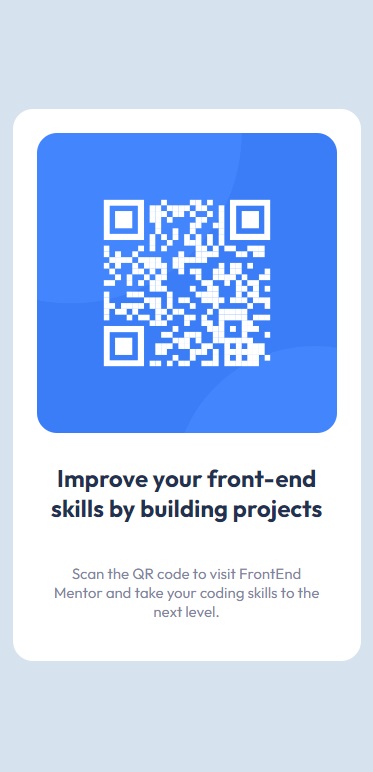 Improve your front-end
skills by building projects
Scan the QR code to visit FrontEnd
Mentor and take your coding skills to the
next level.